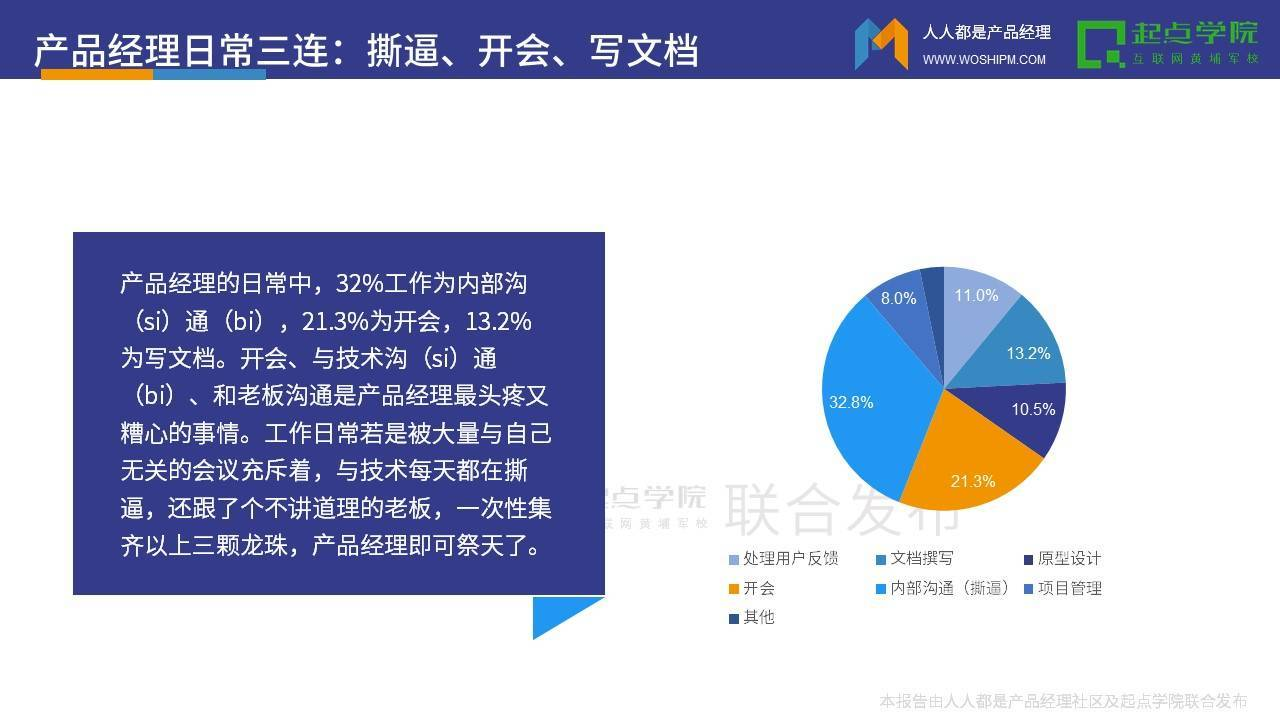 产品经理日常三连：撕逼、开会、写文档
人人都是产品经理
WWW.WOSHIPM.COM
起点学院
互联网黄埔军校
产品经理的日常中，32%工作为内部沟
（si）通（bi），21.3%为开会，13.2%
为写文档。开会、与技术沟（si）通
（bi）、和老板沟通是产品经理最头疼又
糟心的事情。工作日常若是被大量与自己
无关的会议充斥着，与技术每天都在撕
逼，还跟了个不讲道理的老板，一次性集
齐以上三颗龙珠，产品经理即可祭天了。
8.0%
11.0%
13.2%
32.8%
10.5%
21.3%
点学院
联网黄埔军校
联合发布
处理用户反馈
文档撰写
原型设计
开会
内部沟通（撕逼）
项目管理
其他
本报告由人人都是产品经理社区及起点学院联合发布